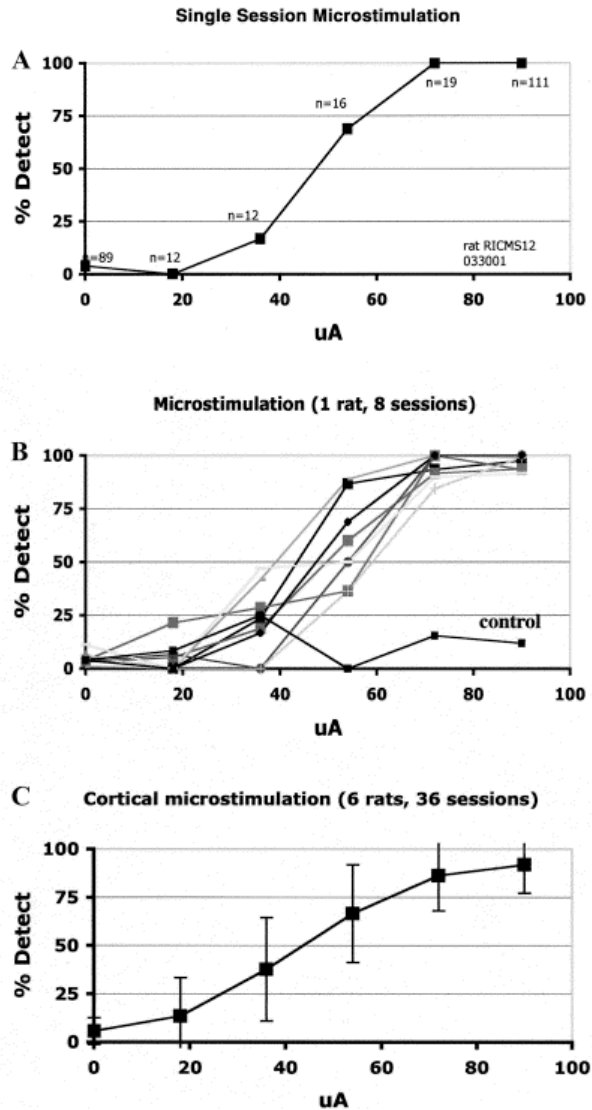 Single Session Microstimulation
A
100
75
50
25
0
% Detect
n=89
n=12
n=12
n=16
n=19
n=111
rat RICMS12
033001
0 20 40 60 80 100
uA
Microstimulation (1 rat, 8 sessions)
B
100
75
50
25
0
% Detect
control
0 20 40 60 80 100
uA
C Cortical microstimulation (6 rats, 36 sessions)
100
75
50
25
0
% Detect
0 20 40 60 80 100
uA